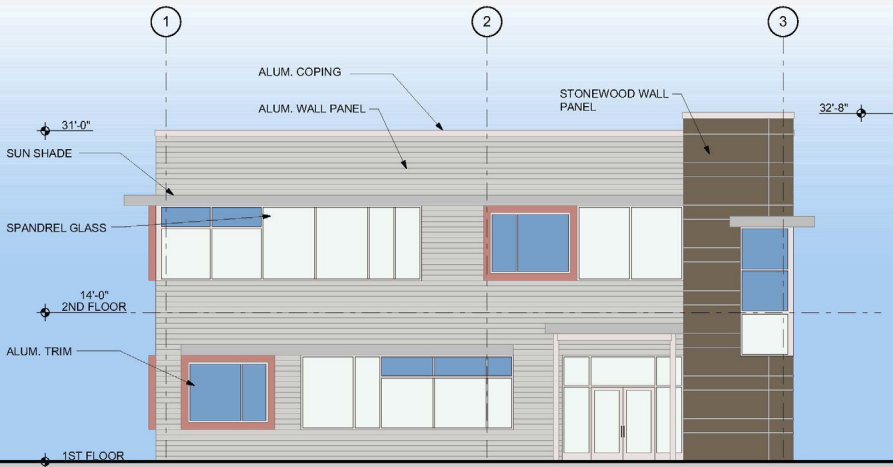 1
2
3
ALUM. COPING
ALUM. WALL PANEL
STONEWOOD WALL
PANEL
32'-8"
31'-0"
SUN SHADE
SPANDREL GLASS
14'-0"
2ND FLOOR
ALUM. TRIM
1ST FLOOR